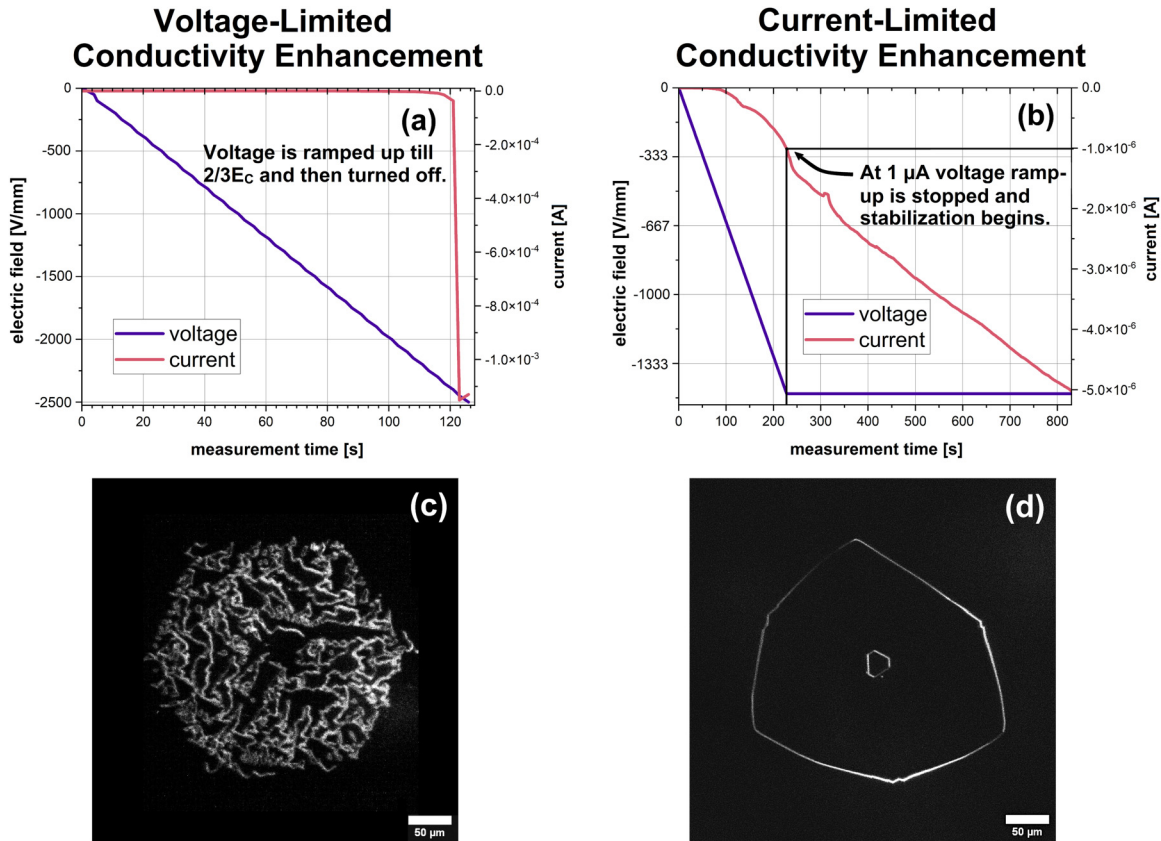 Voltage-Limited
Conductivity Enhancement
Current-Limited
Conductivity Enhancement
(a)
Voltage is ramped up till
2/3E_C and then turned off.
voltage
current
0
-500
-1000
-1500
-2000
-2500
electric field [V/mm]
0.0
-2.0×10⁻⁴
-4.0×10⁻⁴
-6.0×10⁻⁴
-8.0×10⁻⁴
-1.0×10⁻³
current [A]
0 20 40 60 80 100 120
measurement time [s]
(b)
At 1 µA voltage ramp-
up is stopped and
stabilization begins.
voltage
current
0
-333
-667
-1000
-1333
electric field [V/mm]
0.0
-1.0×10⁻⁶
-2.0×10⁻⁶
-3.0×10⁻⁶
-4.0×10⁻⁶
-5.0×10⁻⁶
current [A]
0 100 200 300 400 500 600 700 800
measurement time [s]
(c)
50 µm
(d)
50 µm